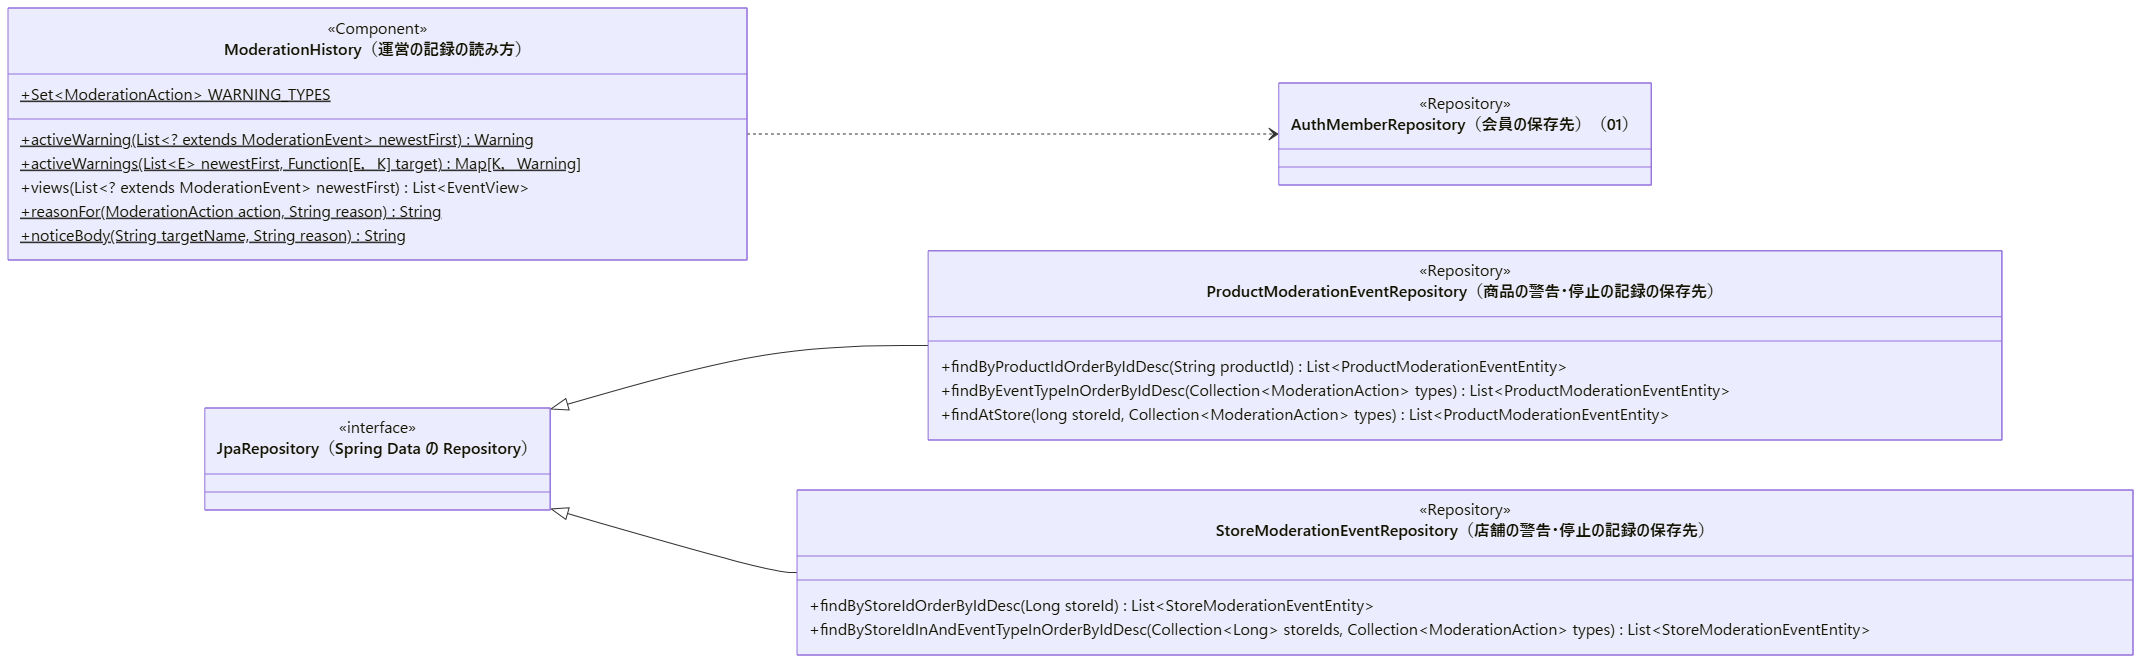 «Component»
ModerationHistory（運営の記録の読み方）
+Set<ModerationAction> WARNING_TYPES
+activeWarning(List<? extends ModerationEvent> newestFirst) : Warning
+activeWarnings(List<E> newestFirst, Function[E、K] target) : Map[K、Warning]
+views(List<? extends ModerationEvent> newestFirst) : List<EventView>
+reasonFor(ModerationAction action, String reason) : String
+noticeBody(String targetName, String reason) : String
«Repository»
AuthMemberRepository（会員の保存先）（01）
«Repository»
ProductModerationEventRepository（商品の警告・停止の記録の保存先）
+findByProductIdOrderByIdDesc(String productId) : List<ProductModerationEventEntity>
+findByEventTypeInOrderByIdDesc(Collection<ModerationAction> types) : List<ProductModerationEventEntity>
+findAtStore(long storeId, Collection<ModerationAction> types) : List<ProductModerationEventEntity>
«interface»
JpaRepository（Spring Data の Repository）
«Repository»
StoreModerationEventRepository（店舗の警告・停止の記録の保存先）
+findByStoreIdOrderByIdDesc(Long storeId) : List<StoreModerationEventEntity>
+findByStoreIdInAndEventTypeInOrderByIdDesc(Collection<Long> storeIds, Collection<ModerationAction> types) : List<StoreModerationEventEntity>